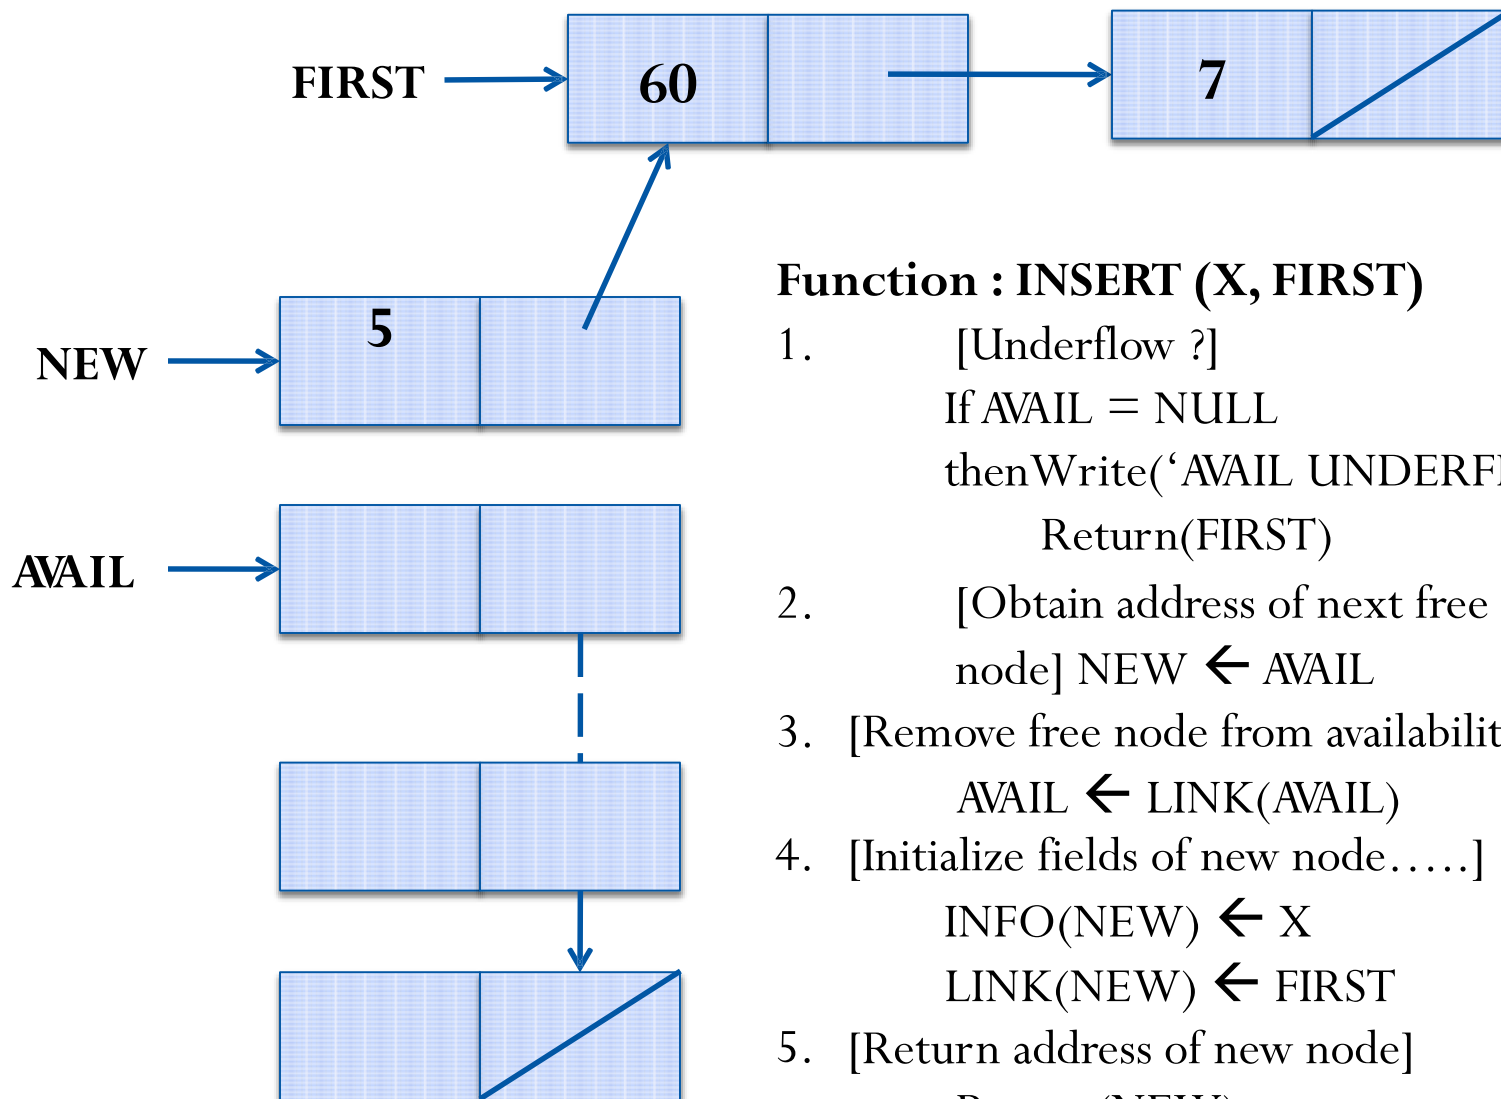 FIRST
60
7
NEW
5
AVAIL
Function : INSERT (X, FIRST)
1. [Underflow ?]
If AVAIL = NULL
then Write(‘AVAIL
Return(FIRST)
2. [Obtain address of next free
node] NEW ← AVAIL
3. [Remove free node from
AVAIL ← LINK(AVAIL)
4. [Initialize fields of new node…..]
INFO(NEW) ← X
LINK(NEW) ← FIRST
5. [Return address of new node]